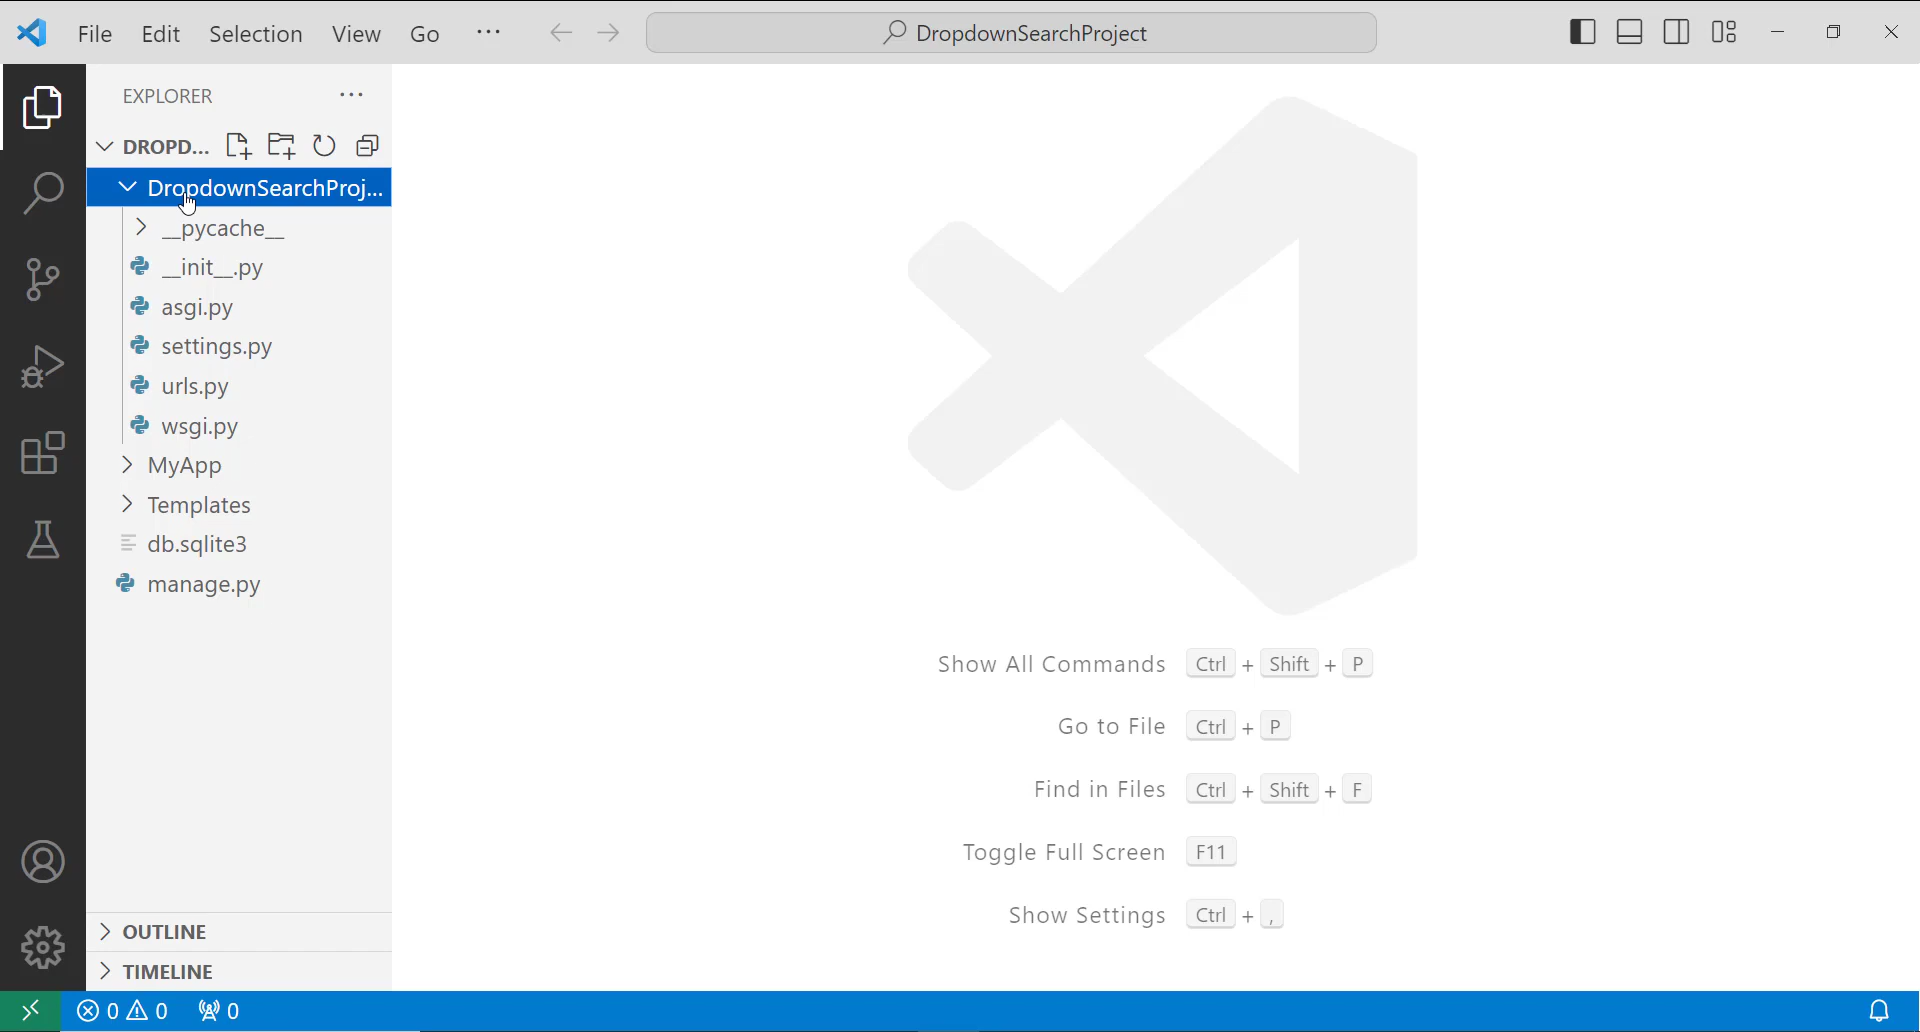 File Edit Selection View Go ··· DropdownSearchProject
EXPLORER ···
DROPD...
DropdownSearchProj...
__pycache__
__init__.py
asgi.py
settings.py
urls.py
wsgi.py
MyApp
Templates
db.sqlite3
manage.py
Show All Commands Ctrl + Shift + P
Go to File Ctrl + P
Find in Files Ctrl + Shift + F
Toggle Full Screen F11
Show Settings Ctrl + ,
OUTLINE
TIMELINE
0 0 0